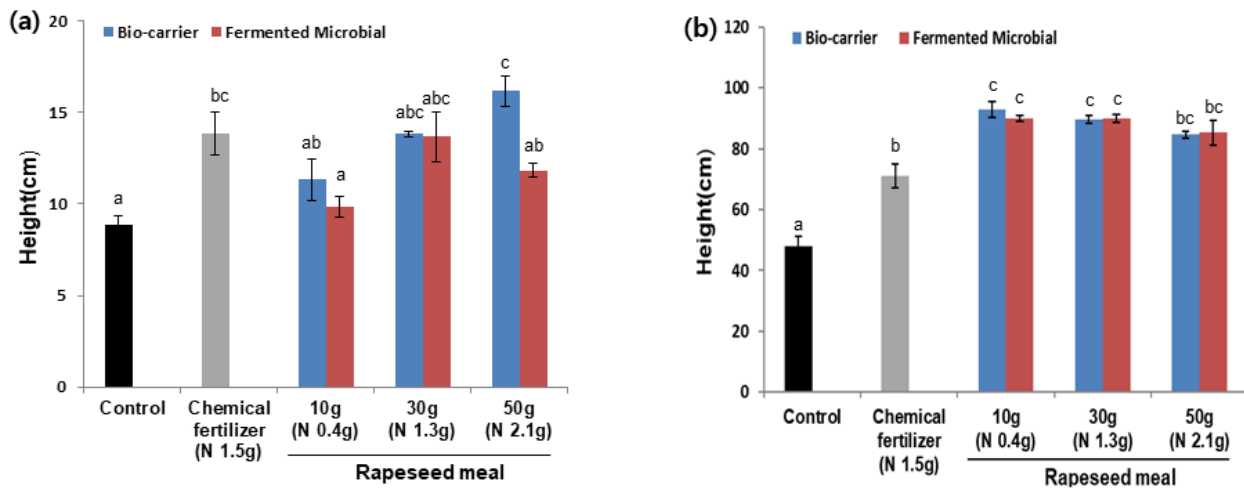 (a)
Bio-carrier Fermented Microbial
Height(cm)
20
15
10
5
0
a
bc
ab
a
abc
abc
c
ab
Control
Chemical
fertilizer
(N 1.5g)
10g
(N 0.4g)
30g
(N 1.3g)
50g
(N 2.1g)
Rapeseed meal
(b)
Bio-carrier Fermented Microbial
Height(cm)
120
100
80
60
40
20
0
a
b
c
c
c
c
bc
bc
Control
Chemical
fertilizer
(N 1.5g)
10g
(N 0.4g)
30g
(N 1.3g)
50g
(N 2.1g)
Rapeseed meal